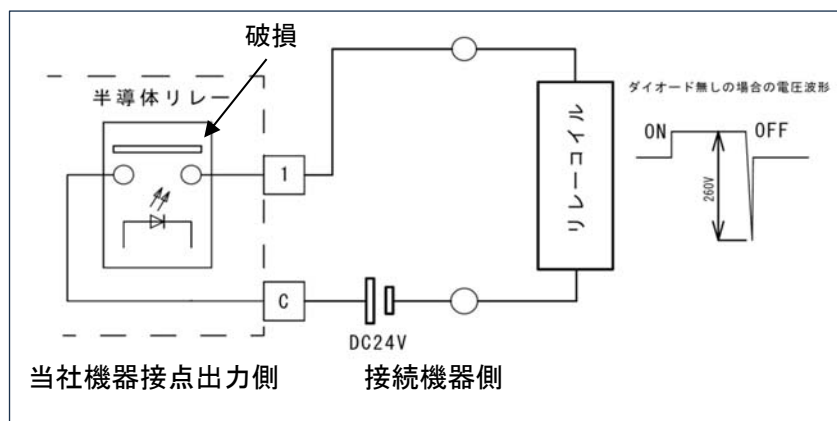 破損
半導体リレー
ダイオード無しの場合の電圧波形
ON
OFF
260V
1
リレーコイル
C
DC24V
当社機器接点出力側
接続機器側